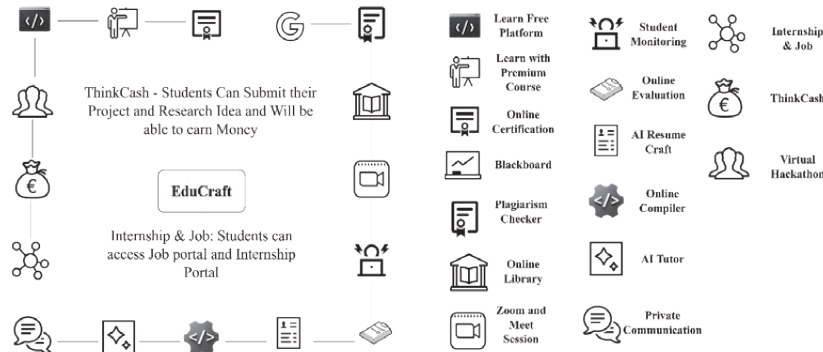 ThinkCash - Students Can Submit their
Project and Research Idea and Will be
able to earn Money
EduCraft
Internship & Job: Students can
access Job portal and Internship
Portal
Learn Free
Platform
Learn with
Premium
Course
Online
Certification
Blackboard
Plagiarism
Checker
Online
Library
Zoom and
Meet
Session
Student
Monitoring
Online
Evaluation
AI Resume
Craft
Online
Compiler
AI Tutor
Private
Communication
Internship
& Job
ThinkCash
Virtual
Hackathon